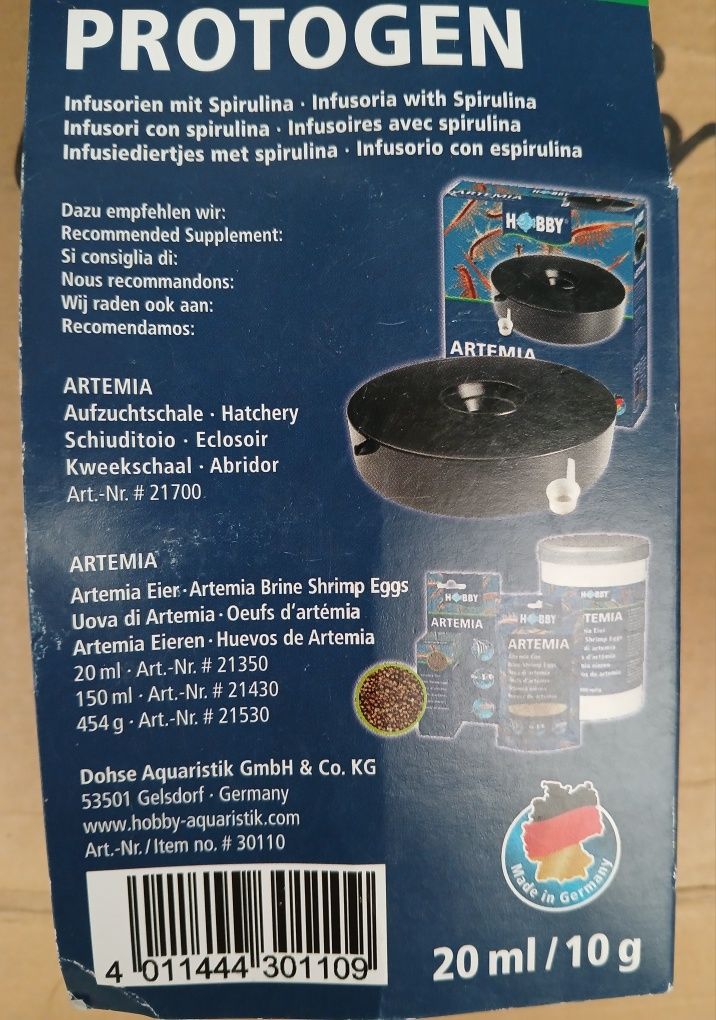 PROTOGEN
Infusorien mit Spirulina · Infusoria with Spirulina
Infusori con spirulina · Infusoires avec spirulina
Infusiediertjes met spirulina · Infusorio con espirulina
Dazu empfehlen wir:
Recommended Supplement:
Si consiglia di:
Nous recommandons:
Wij raden ook aan:
Recomendamos:
ARTEMIA
HOBBY
HOBBY
ARTEMIA
ARTEMIA
Aufzuchtschale · Hatchery
Schiuditoio · Eclosoir
Kweekschaal · Abridor
Art.-Nr. # 21700
ARTEMIA
Artemia Eier · Artemia Brine Shrimp Eggs
Uova di Artemia · Oeufs d'artémia
Artemia Eieren · Huevos de Artemia
20 ml · Art.-Nr. # 21350
150 ml · Art.-Nr. # 21430
454 g · Art.-Nr. # 21530
HOBBY
ARTEMIA
HOBBY
ARTEMIA
HOBBY
TEMIA
Dohse Aquaristik GmbH & Co. KG
53501 Gelsdorf · Germany
www.hobby-aquaristik.com
Art.-Nr./Item no. # 30110
Made in Germany
4 011444 301109
20 ml / 10 g